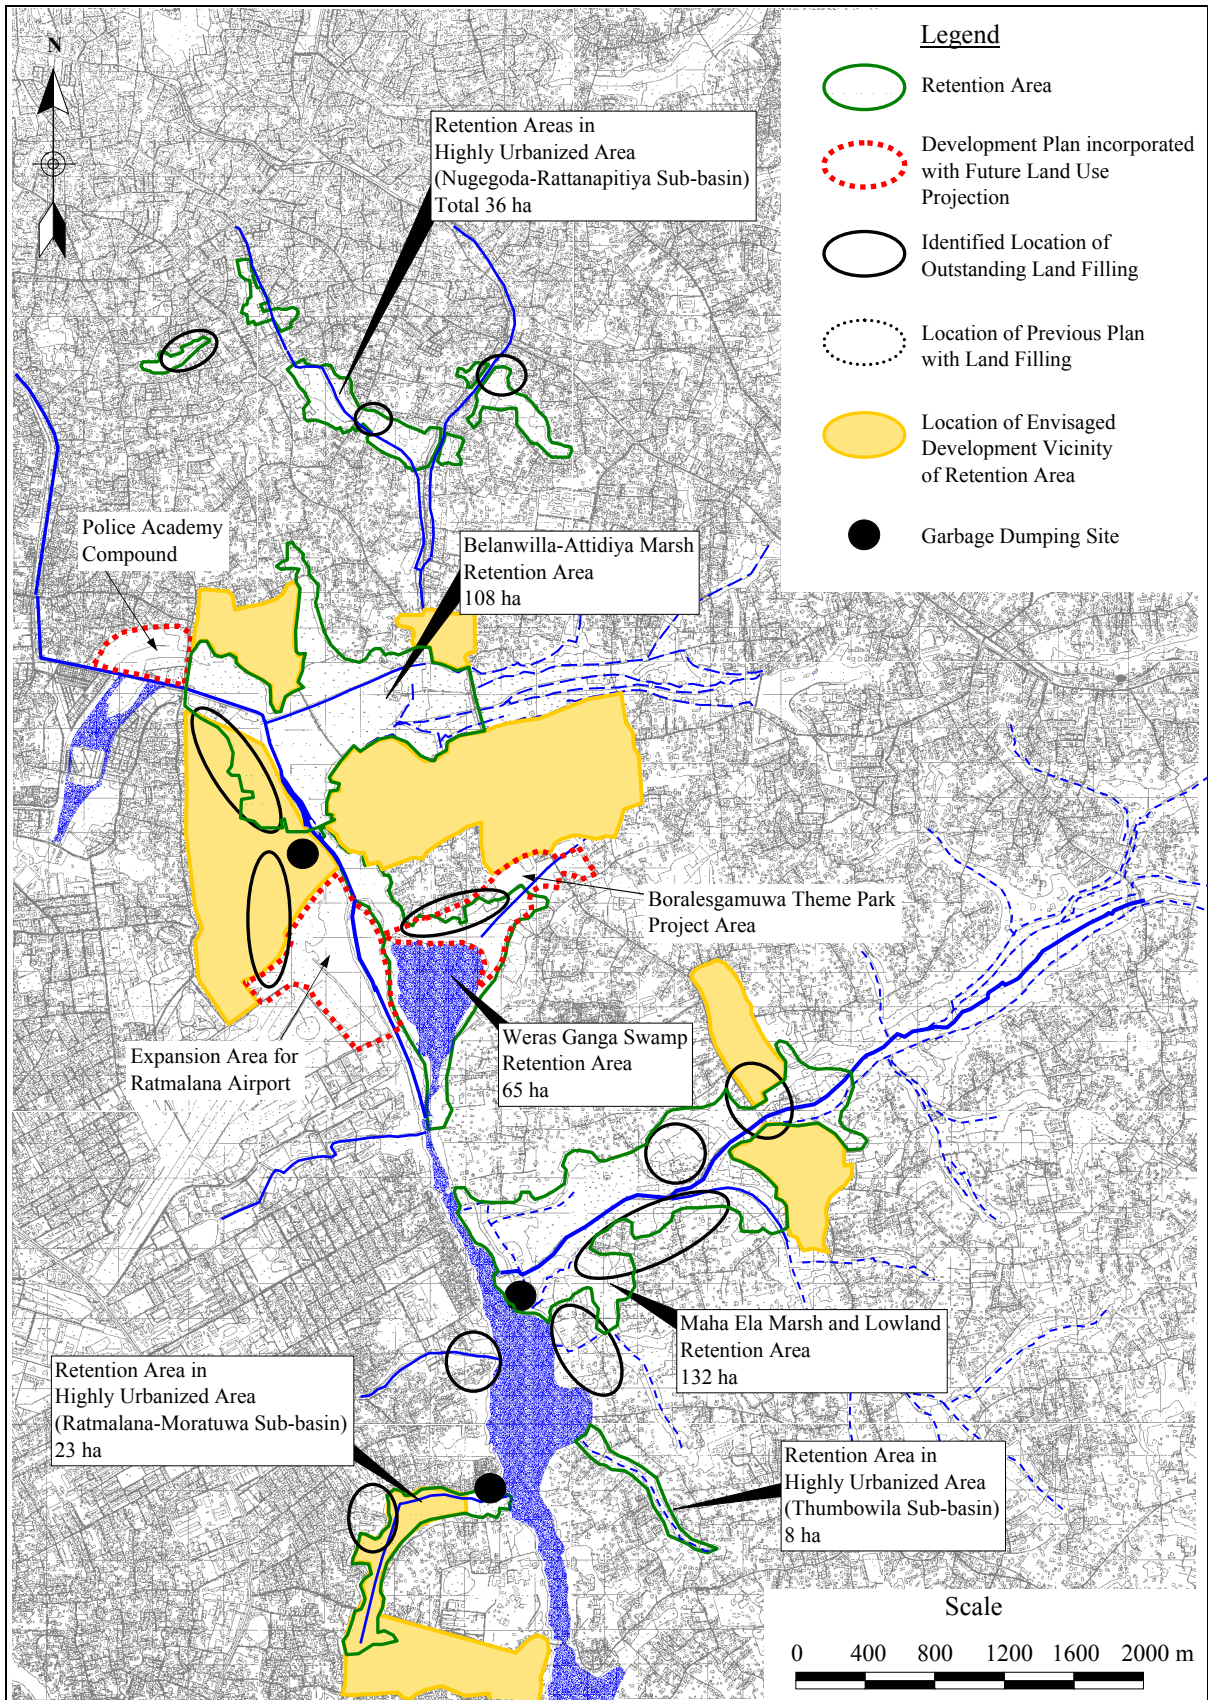 N
Legend
Retention Area
Development Plan incorporated
with Future Land Use
Projection
Identified Location of
Outstanding Land Filling
Location of Previous Plan
with Land Filling
Location of Envisaged
Development Vicinity
of Retention Area
Garbage Dumping Site
Retention Areas in
Highly Urbanized Area
(Nugegoda-Rattanapitiya Sub-basin)
Total 36 ha
Police Academy
Compound
Belanwilla-Attidiya Marsh
Retention Area
108 ha
Boralesgamuwa Theme Park
Project Area
Expansion Area for
Ratmalana Airport
Weras Ganga Swamp
Retention Area
65 ha
Maha Ela Marsh and Lowland
Retention Area
132 ha
Retention Area in
Highly Urbanized Area
(Ratmalana-Moratuwa Sub-basin)
23 ha
Retention Area in
Highly Urbanized Area
(Thumbowila Sub-basin)
8 ha
Scale
0 400 800 1200 1600 2000 m